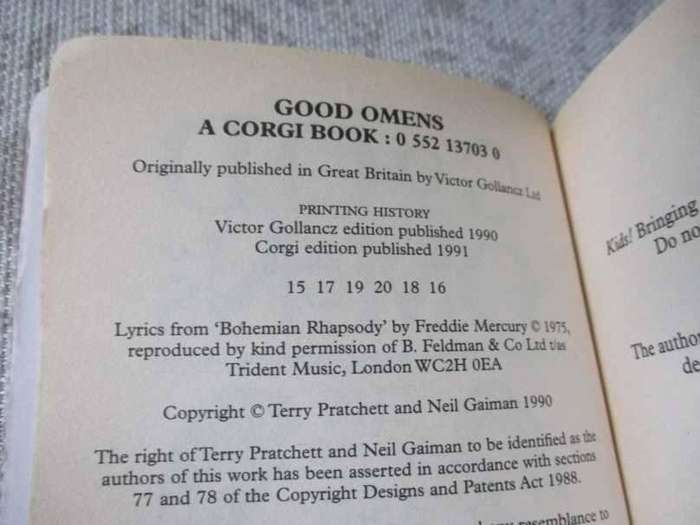 GOOD OMENS
A CORGI BOOK : 0 552 13703 0
Originally published in Great Britain by Victor Gollancz Ltd
PRINTING HISTORY
Victor Gollancz edition published 1990
Corgi edition published 1991
15 17 19 20 18 16
Lyrics from ‘Bohemian Rhapsody’ by Freddie Mercury © 1975,
reproduced by kind permission of B. Feldman & Co Ltd t/as
Trident Music, London WC2H 0EA
Copyright © Terry Pratchett and Neil Gaiman 1990
The right of Terry Pratchett and Neil Gaiman to be identified as the
authors of this work has been asserted in accordance with sections
77 and 78 of the Copyright Designs and Patents Act 1988.
resemblance to
Kids! Bringing
Do no
The autho
de